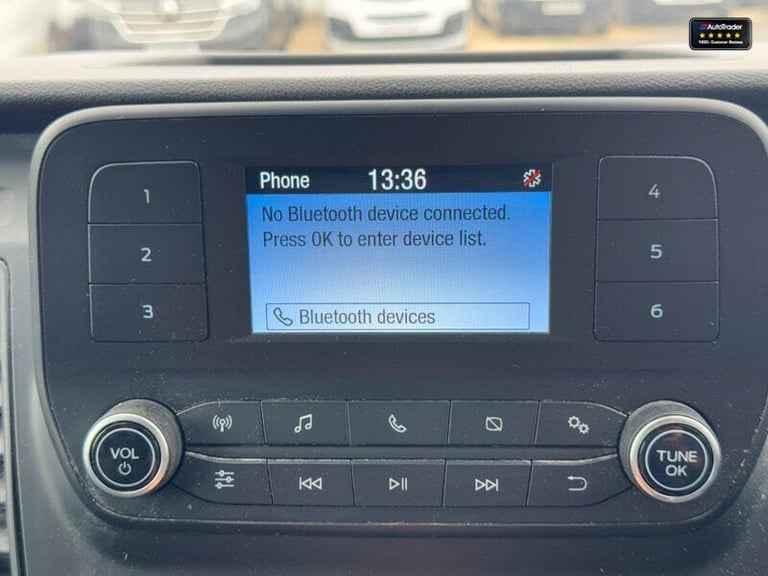 AutoTrader
1
2
3
Phone 13:36
No Bluetooth device connected.
Press OK to enter device list.
Bluetooth devices
4
5
6
VOL
TUNE
OK